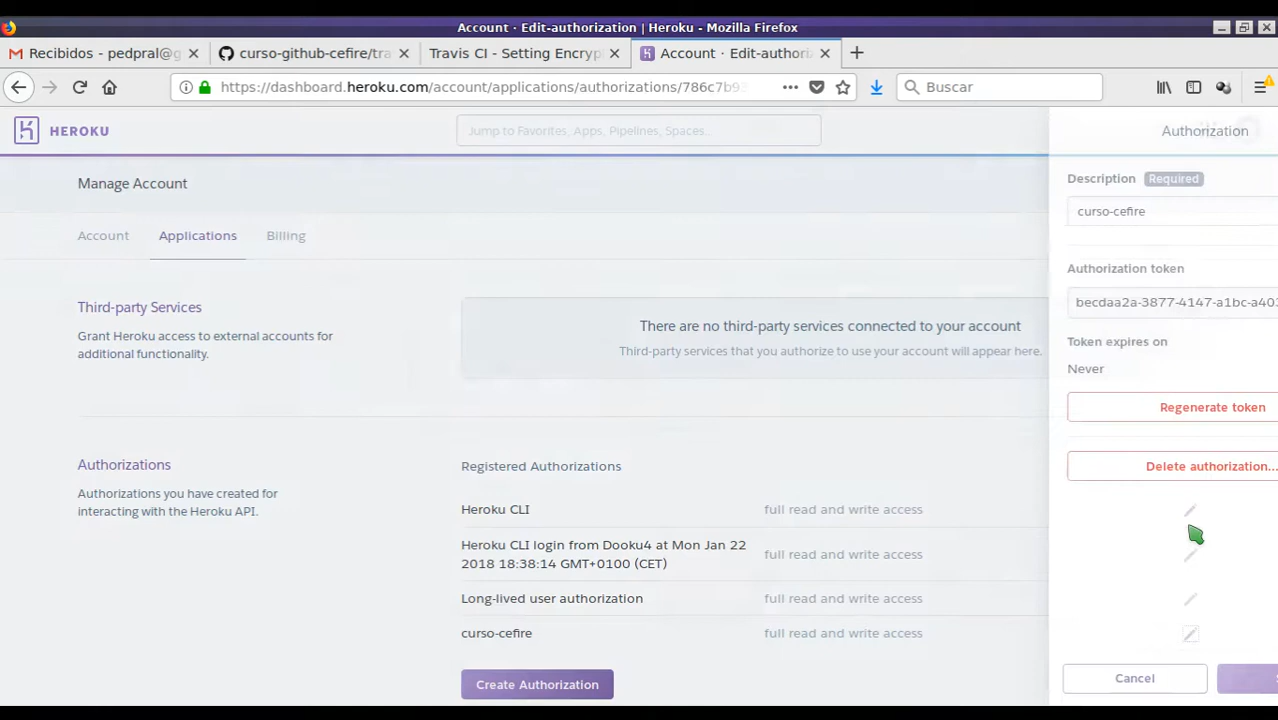 Account · Edit-authorization | Heroku - Mozilla Firefox
Recibidos - pedpral@g
curso-github-cefire/tra
Travis CI - Setting Encryp
Account · Edit-authoriz
https://dashboard.heroku.com/account/applications/authorizations/786c7b93
Buscar
HEROKU
Jump to Favorites, Apps, Pipelines, Spaces...
Authorization
Manage Account
Description Required
curso-cefire
Account
Applications
Billing
Authorization token
becdaa2a-3877-4147-a1bc-a403
Third-party Services
Grant Heroku access to external accounts for
additional functionality.
There are no third-party services connected to your account
Third-party services that you authorize to use your account will appear here.
Token expires on
Never
Regenerate token
Delete authorization...
Authorizations
Authorizations you have created for
interacting with the Heroku API.
Registered Authorizations
Heroku CLI full read and write access
Heroku CLI login from Dooku4 at Mon Jan 22
2018 18:38:14 GMT+0100 (CET) full read and write access
Long-lived user authorization full read and write access
curso-cefire full read and write access
Create Authorization
Cancel